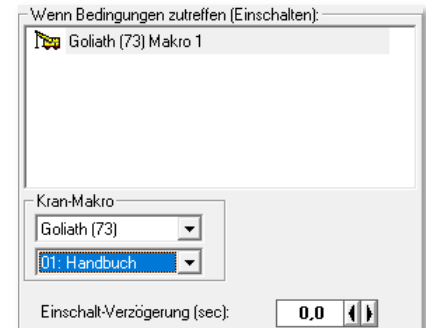 Wenn Bedingungen zutreffen (Einschalten):
Goliath (73) Makro 1
Kran-Makro
Goliath (73)
01: Handbuch
Einschalt-Verzögerung (sec): 0,0